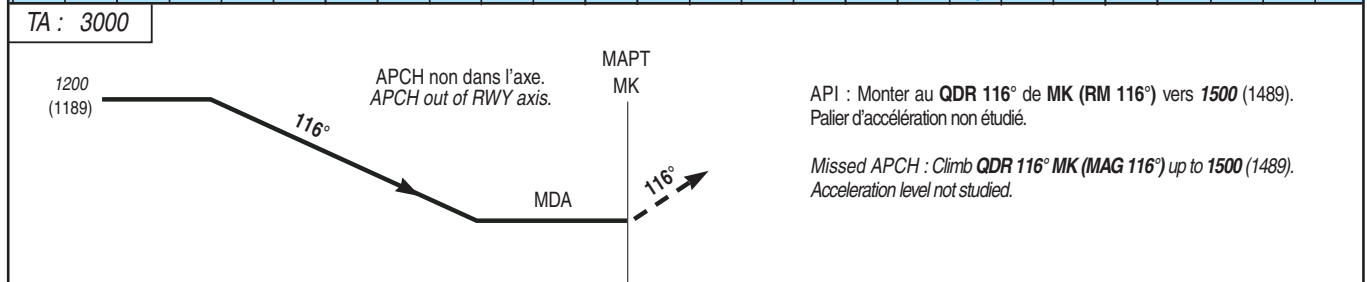 TA : 3000
1200
(1189)
116°
APCH non dans l'axe.
APCH out of RWY axis.
MDA
MAPT
MK
116°
API : Monter au QDR 116° de MK (RM 116°) vers 1500 (1489).
Palier d'accélération non étudié.
Missed APCH : Climb QDR 116° MK (MAG 116°) up to 1500 (1489).
Acceleration level not studied.